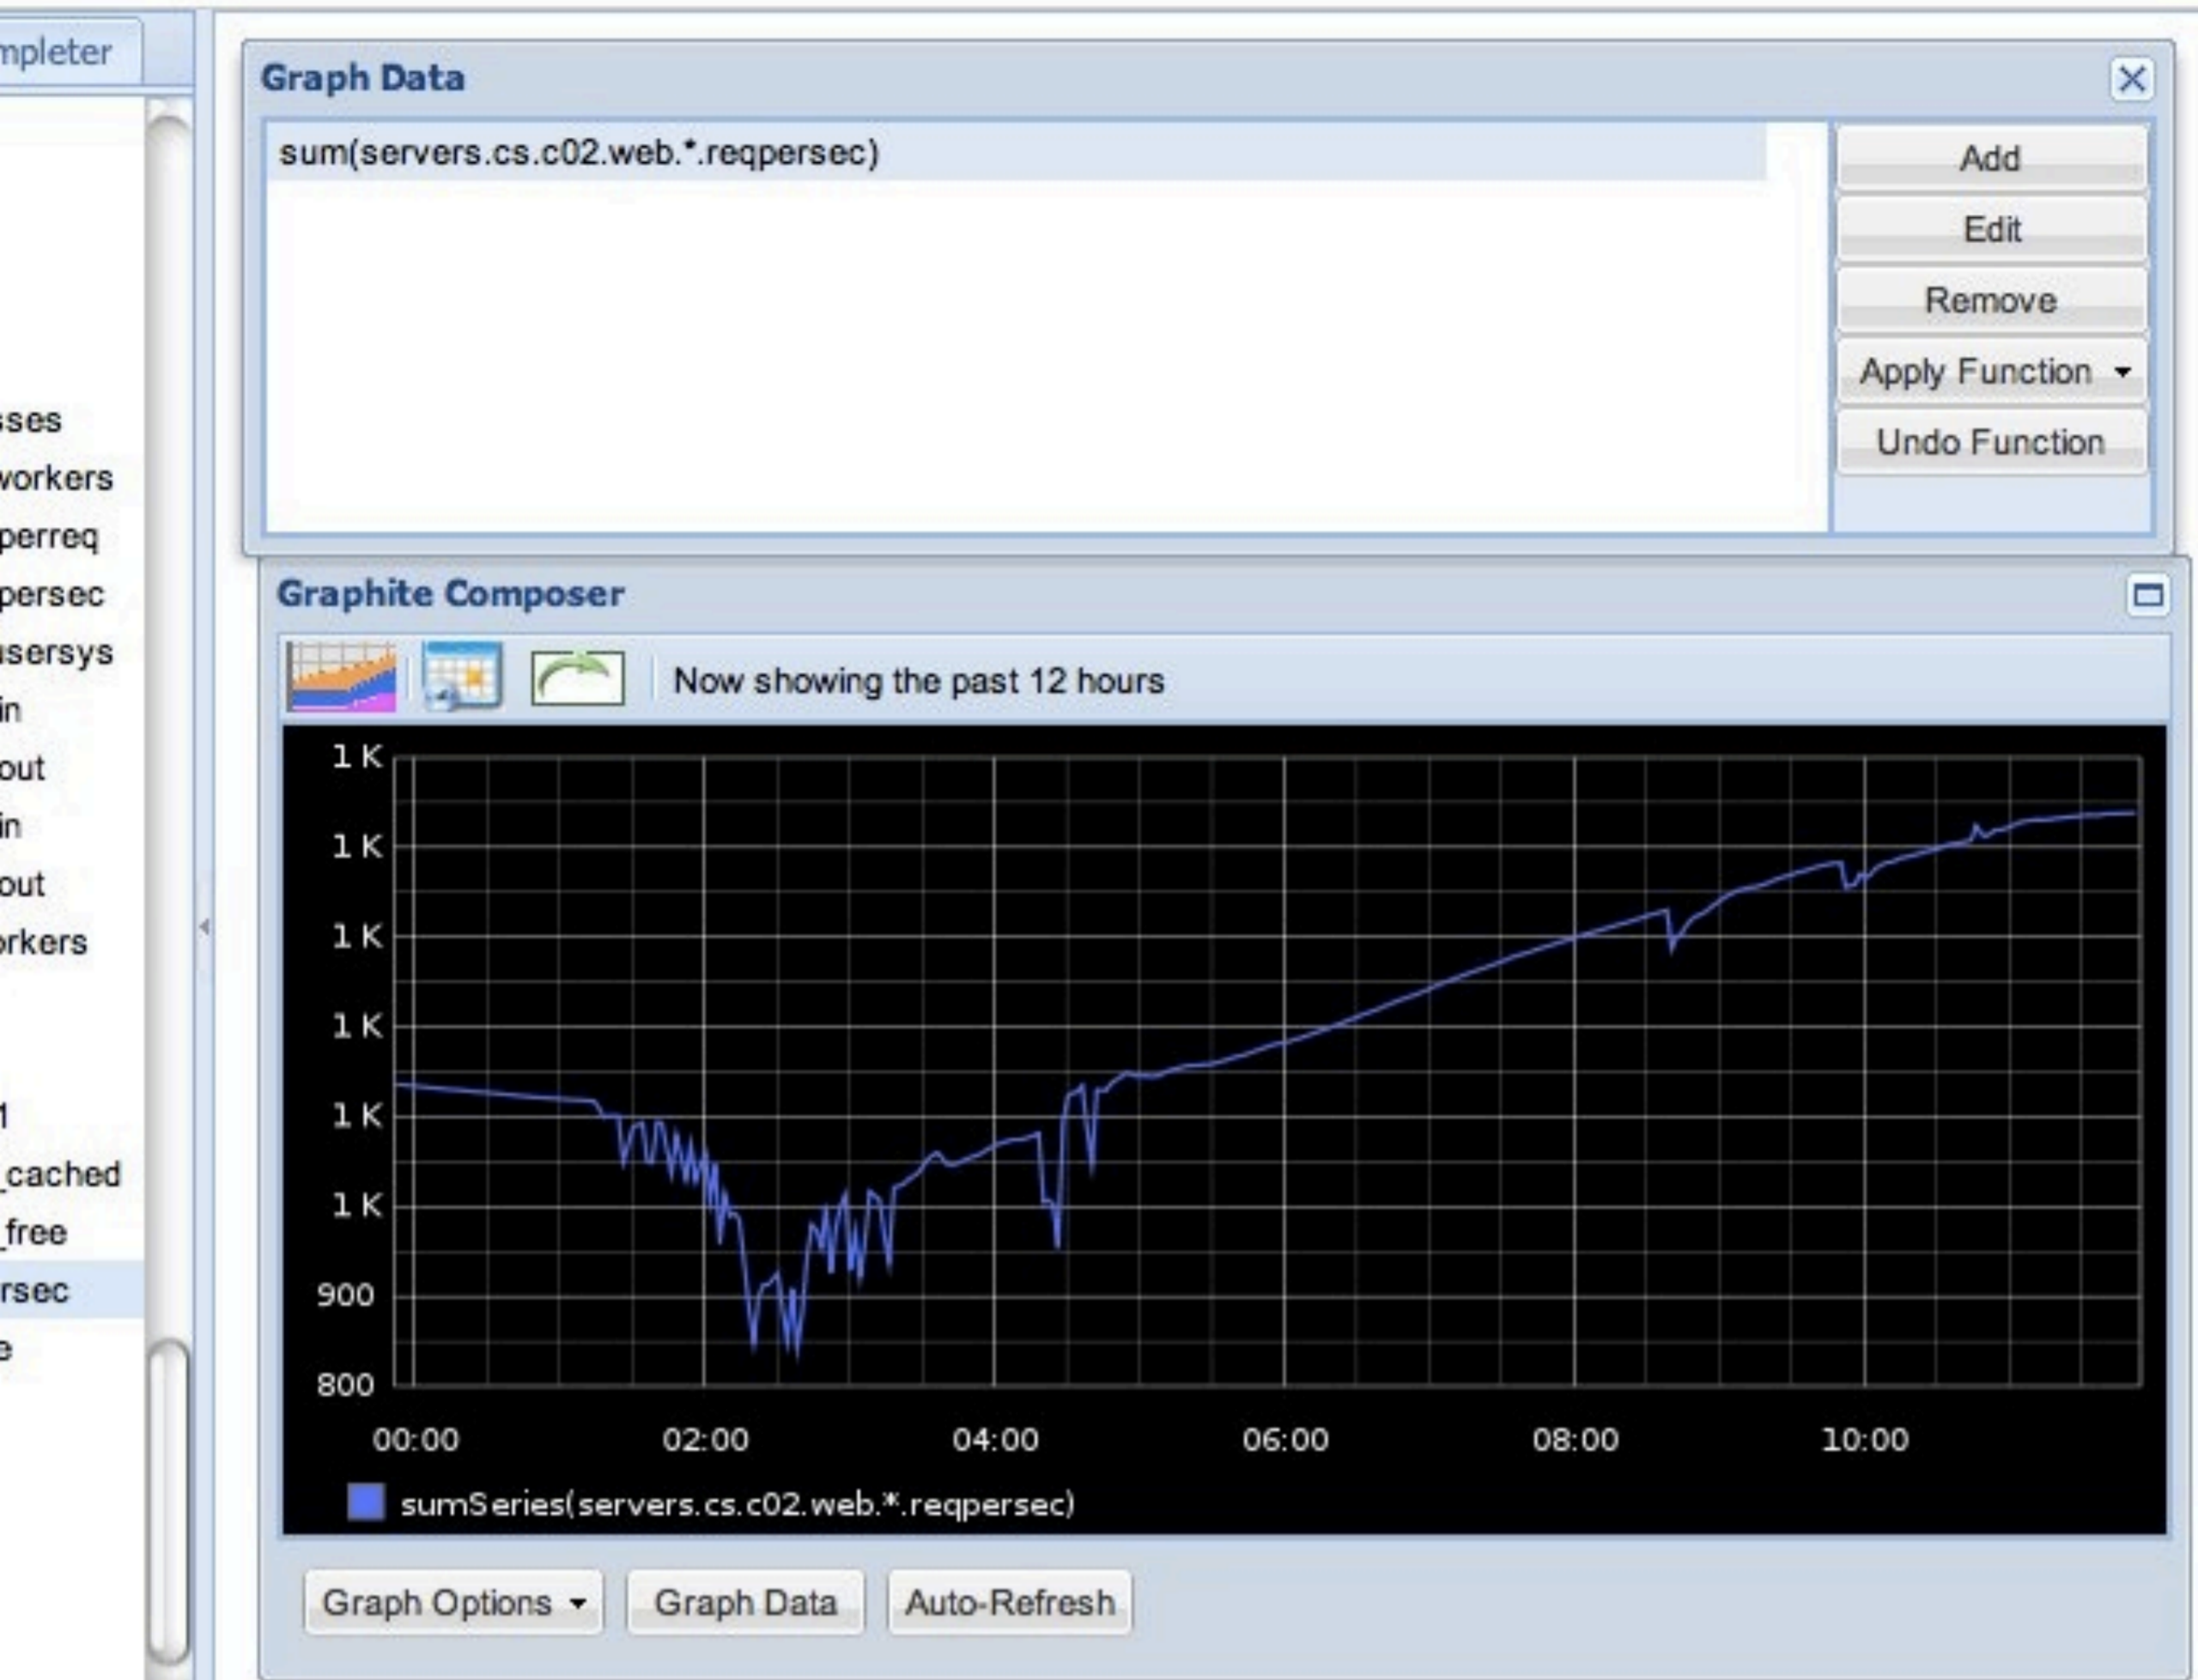 mpleter
sses
workers
perreq
persec
usersys
in
out
in
out
orkers
1
_cached
_free
rsec
e
Graph Data
sum(servers.cs.c02.web.*.reqpersec)
Add
Edit
Remove
Apply Function
Undo Function
Graphite Composer
Now showing the past 12 hours
1 K
1 K
1 K
1 K
1 K
1 K
900
800
00:00 02:00 04:00 06:00 08:00 10:00
sumSeries(servers.cs.c02.web.*.reqpersec)
Graph Options Graph Data Auto-Refresh